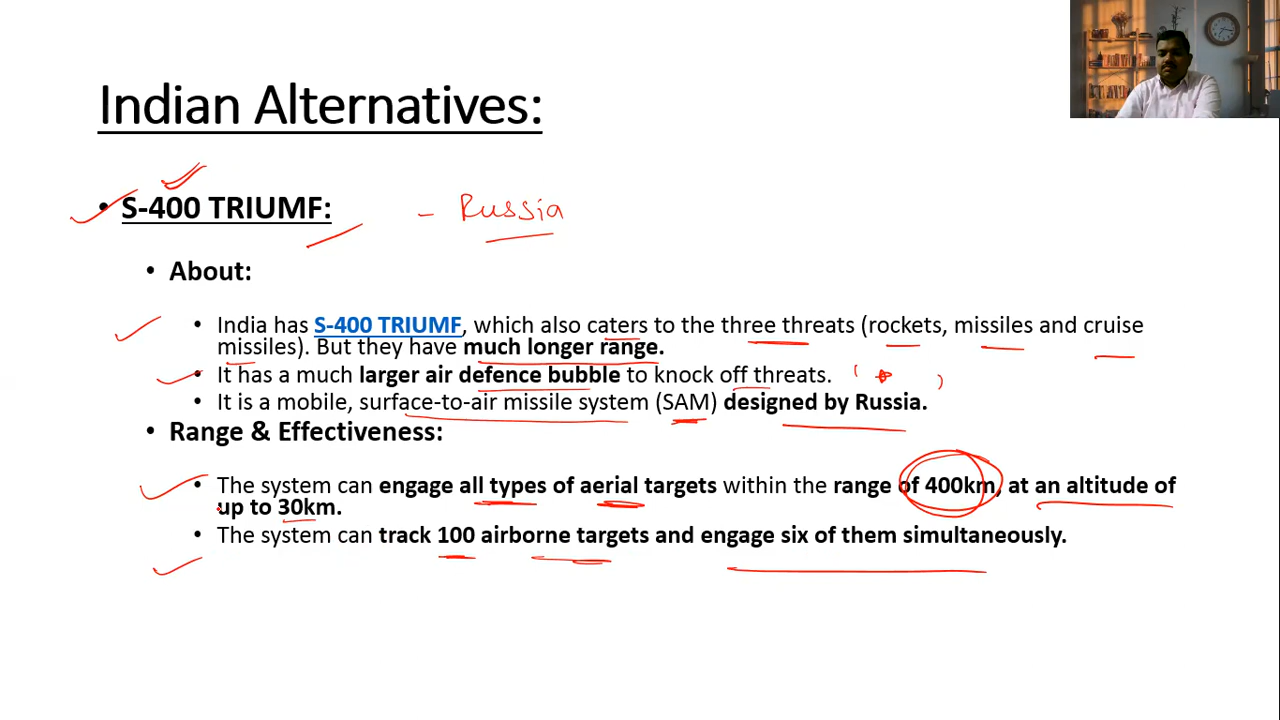 Indian Alternatives:
• S-400 TRIUMF: - Russia
• About:
• India has S-400 TRIUMF, which also caters to the three threats (rockets, missiles and cruise
missiles). But they have much longer range.
• It has a much larger air defence bubble to knock off threats.
• It is a mobile, surface-to-air missile system (SAM) designed by Russia.
• Range & Effectiveness:
• The system can engage all types of aerial targets within the range of 400km, at an altitude of
up to 30km.
• The system can track 100 airborne targets and engage six of them simultaneously.